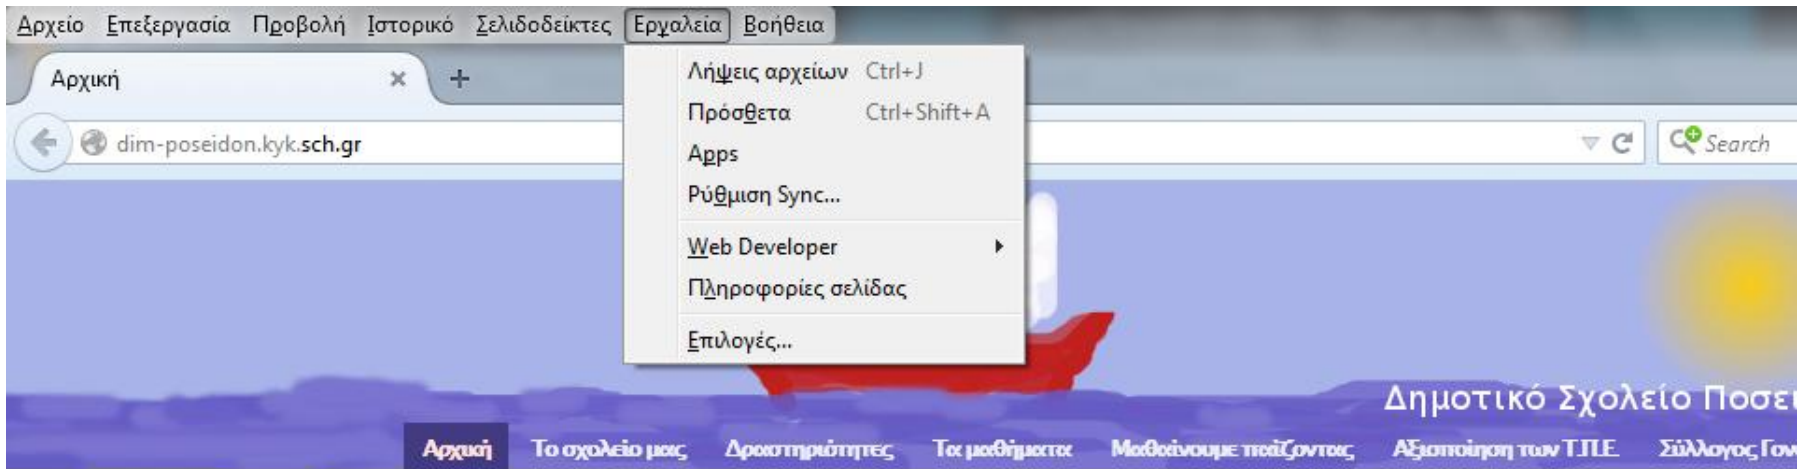 Αρχείο Επεξεργασία Προβολή Ιστορικό Σελιδοδείκτες Εργαλεία Βοήθεια
Αρχική × +
dim-poseidon.kyk.sch.gr
Search
Λήψεις αρχείων Ctrl+J
Πρόσθετα Ctrl+Shift+A
Apps
Ρύθμιση Sync...
Web Developer
Πληροφορίες σελίδας
Επιλογές...
Δημοτικό Σχολείο
Αρχική Το σχολείο μας Δραστηριότητες Τα μαθήματα Μαθαίνουμε παίζοντας Αξιοποίηση των Τ.Π.Ε. Σύλλογος